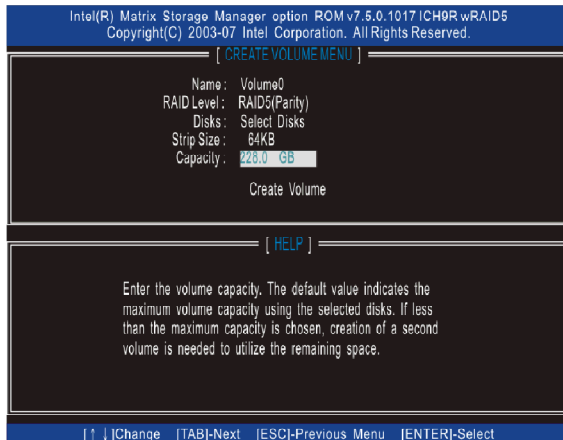 Intel(R) Matrix Storage Manager option ROM v7.5.0.1017 ICH9R wRAID5
Copyright(C) 2003-07 Intel Corporation. All Rights Reserved.
[ CREATE VOLUME MENU ]
Name : Volume0
RAID Level : RAID5(Parity)
Disks : Select Disks
Strip Size : 64KB
Capacity : 228.0 GB
Create Volume
[ HELP ]
Enter the volume capacity. The default value indicates the
maximum volume capacity using the selected disks. If less
than the maximum capacity is chosen, creation of a second
volume is needed to utilize the remaining space.
[↑ ↓]Change [TAB]-Next [ESC]-Previous Menu [ENTER]-Select